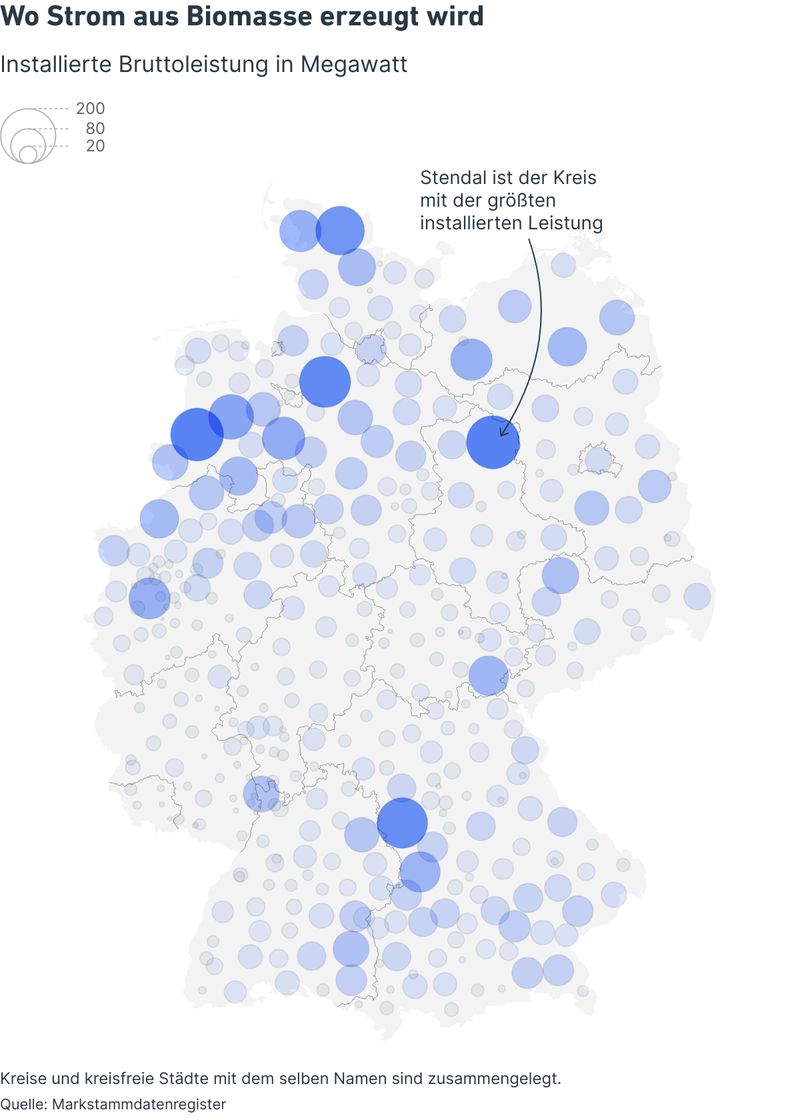 Wo Strom aus Biomasse erzeugt wird
Installierte Bruttoleistung in Megawatt
200
80
20
Stendal ist der Kreis
mit der größten
installierten Leistung
Kreise und kreisfreie Städte mit dem selben Namen sind zusammengelegt.
Quelle: Markstammdatenregister